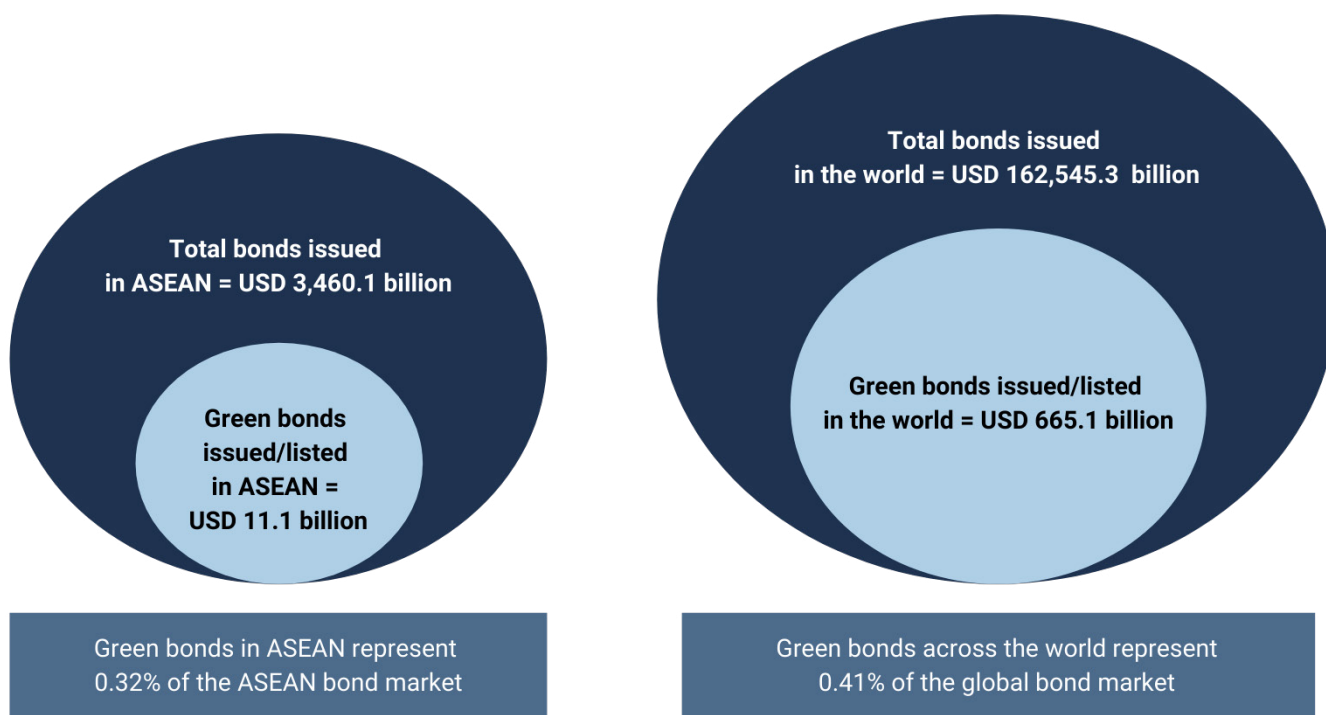 Total bonds issued
in ASEAN = USD 3,460.1 billion
Green bonds
issued/listed
in ASEAN =
USD 11.1 billion
Green bonds in ASEAN represent
0.32% of the ASEAN bond market
Total bonds issued
in the world = USD 162,545.3 billion
Green bonds issued/listed
in the world = USD 665.1 billion
Green bonds across the world represent
0.41% of the global bond market